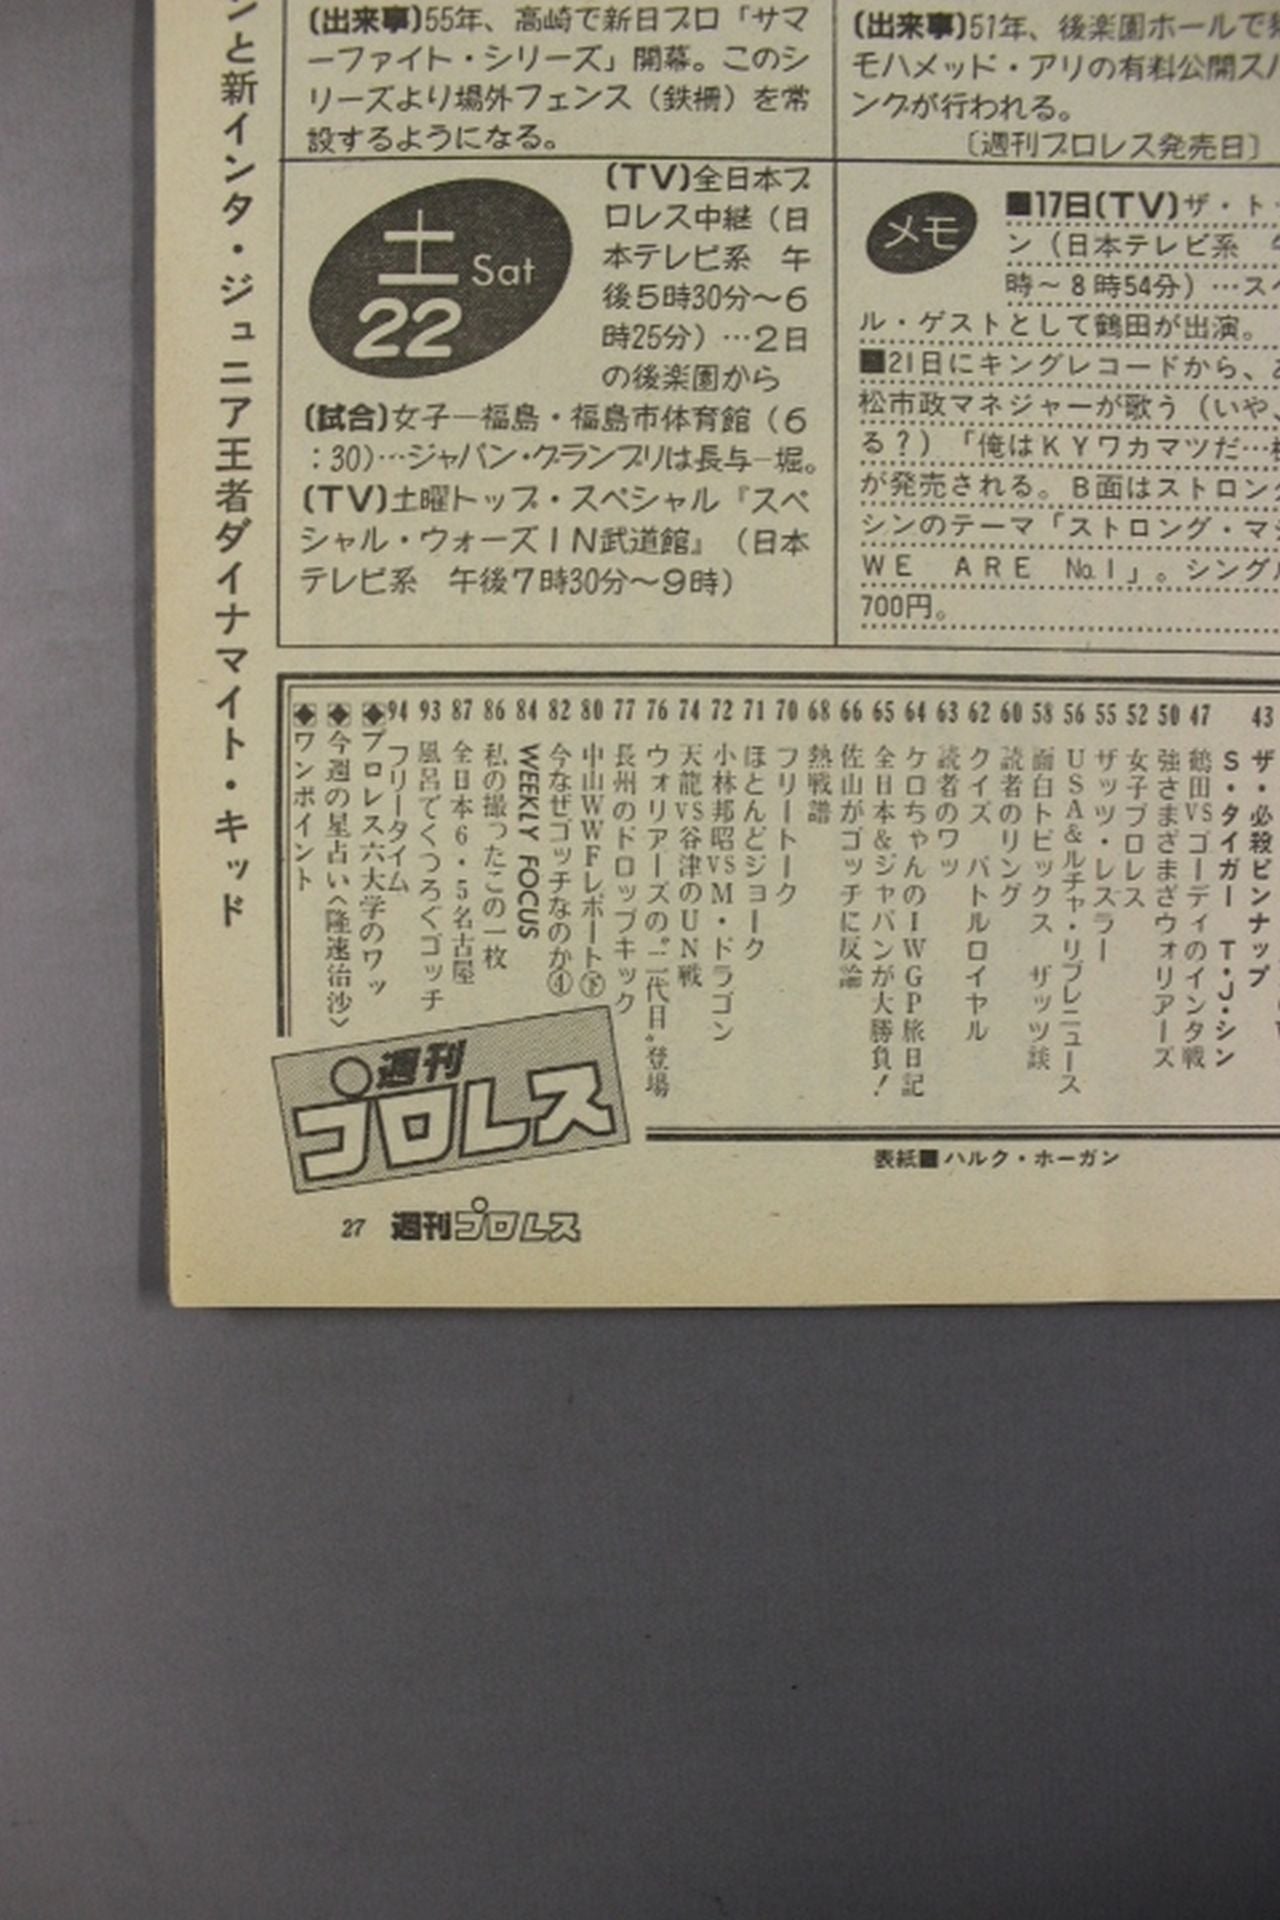 (出来事)55年、高崎で新日プロ「サマ
ーファイト・シリーズ」開幕。このシ
リーズより場外フェンス（鉄柵）を常
設するようになる。
(出来事)51年、後楽園ホールで
モハメッド・アリの有料公開スパ
ングが行われる。
〔週刊プロレス発売日〕
土 Sat
22
(TV)全日本プ
ロレス中継（日
本テレビ系　午
後5時30分〜6
時25分）…2日
の後楽園から
(試合)女子―福島・福島市体育館（6
:30)…ジャパン・グランプリは長与―堀。
(TV)土曜トップ・スペシャル『スペ
シャル・ウォーズIN武道館』（日本
テレビ系　午後7時30分〜9時）
メモ
■17日(TV)ザ・ト
ン（日本テレビ系
時〜8時54分）…スペ
ル・ゲストとして鶴田が出演。
■21日にキングレコードから、
松市政マネジャーが歌う（いや、
る？）「俺はKYワカマツだ…
が発売される。B面はストロング
シンのテーマ「ストロング・マシ
WE ARE No.1」。シングル
700円。
ンと新インタ・ジュニア王者ダイナマイト・キッド
43 ザ・必殺ピンナップ
S・タイガー　T・J・シン
47 鶴田VSゴーディのインタ戦
50 強さまざまざウォリアーズ
52 女子プロレス
55 ザッツ・レスラー
56 USA&ルチャ・リブレニュース
58 面白トピックス　ザッツ談
60 読者のリング
62 クイズ　バトルロイヤル
63 読者のワッ
64 ケロちゃんのIWGP旅日記
65 全日本&ジャパンが大勝負！
66 佐山がゴッチに反論
68 熱戦譜
70 フリートーク
71 ほとんどジョーク
72 小林邦昭VSM・ドラゴン
74 天龍VS谷津のUN戦
76 ウォリアーズの〝二代目〟登場
77 長州のドロップキック
80 中山WWFレポート㊦
82 今なぜゴッチなのか④
84 WEEKLY FOCUS
86 私の撮ったこの一枚
87 全日本6・5名古屋
93 風呂でくつろぐゴッチ
94 フリータイム
◆プロレス六大学のワッ
◆今週の星占い〈隆速治沙〉
◆ワンポイント
週刊
プロレス
表紙■ハルク・ホーガン
27 週刊プロレス